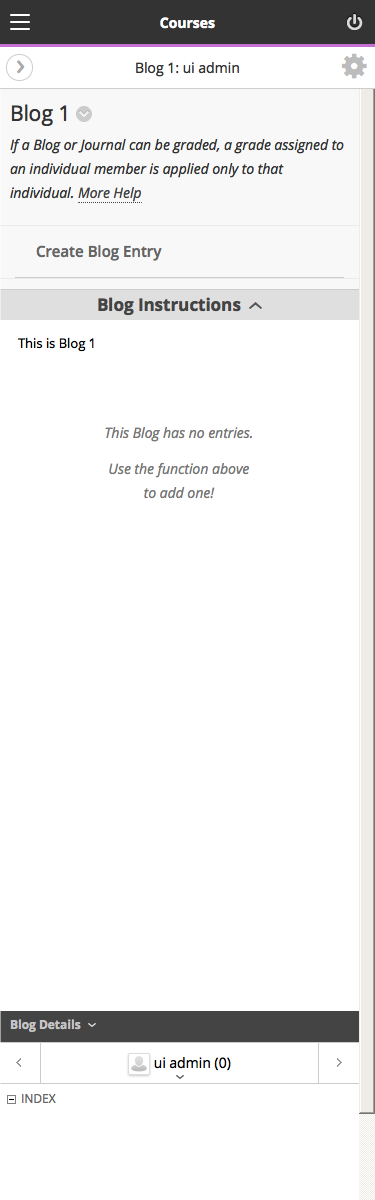 Courses
Blog 1: ui admin
Blog 1
If a Blog or Journal can be graded, a grade assigned to
an individual member is applied only to that
individual. More Help
Create Blog Entry
Blog Instructions
This is Blog 1
This Blog has no entries.
Use the function above
to add one!
Blog Details
ui admin (0)
INDEX